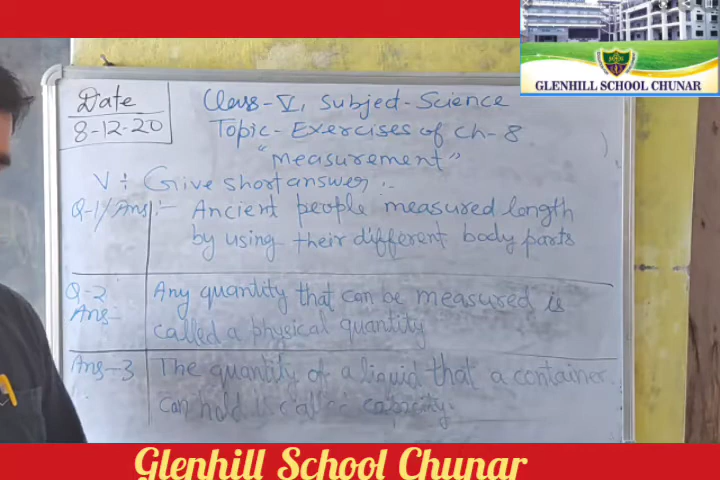 GLENHILL SCHOOL CHUNAR
Date
8-12-20
Class-V, Subject-Science
Topic-Exercises of Ch-8
"Measurement"
V÷ Give short answer:-
Q-1/Ans:- Ancient people measured length
by using their different body parts
Q-2 Any quantity that can be measured is
Ans- called a physical quantity
Ans-3 The quantity of a liquid that a container
can hold is called capacity.
Glenhill School Chunar